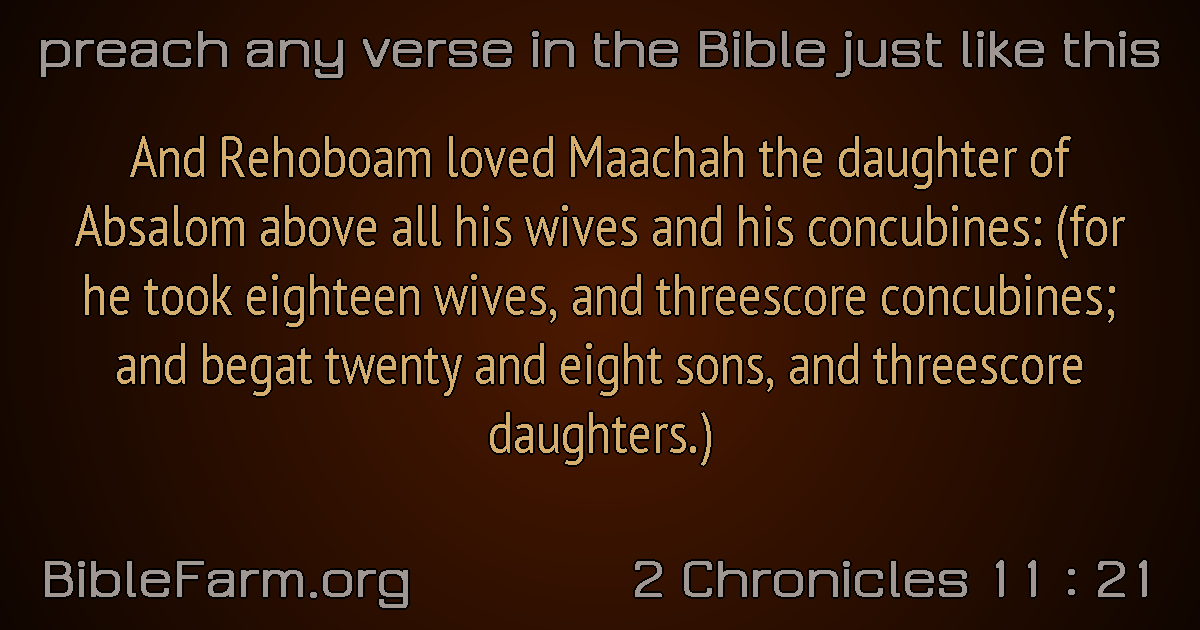 preach any verse in the Bible just like this
And Rehoboam loved Maachah the daughter of
Absalom above all his wives and his concubines: (for
he took eighteen wives, and threescore concubines;
and begat twenty and eight sons, and threescore
daughters.)
BibleFarm.org
2 Chronicles 11 : 21